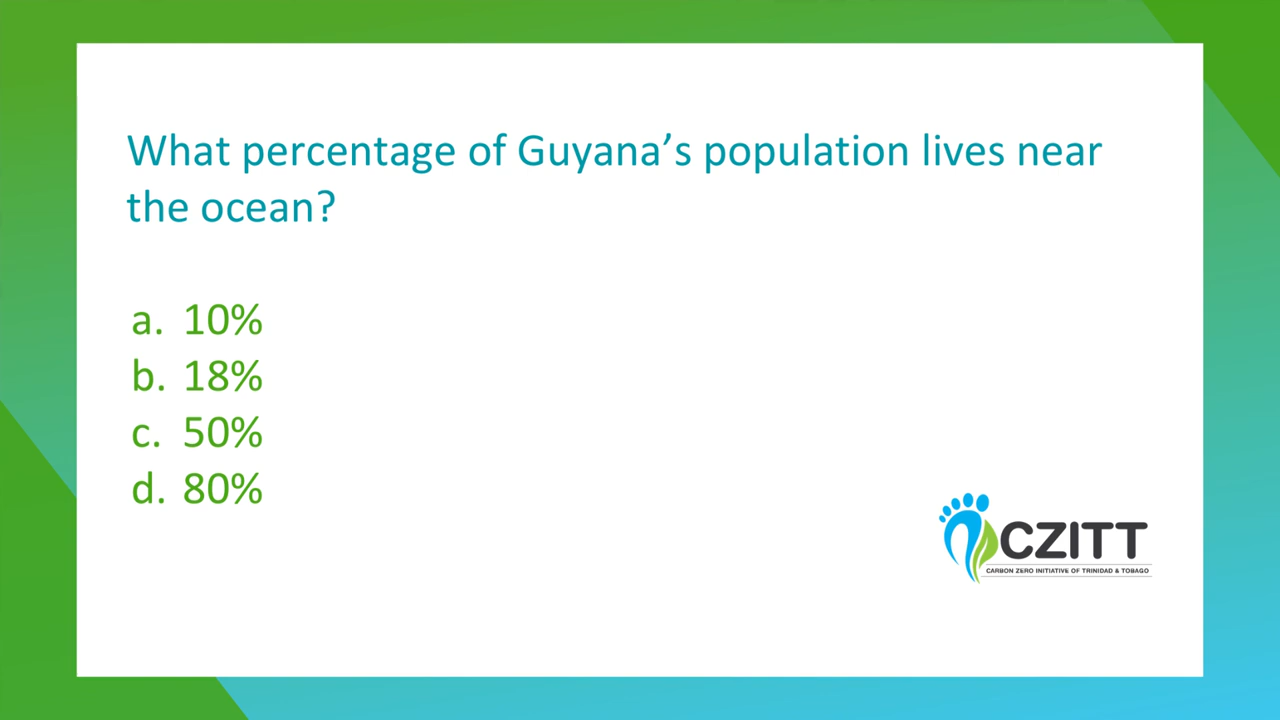 What percentage of Guyana’s population lives near
the ocean?
a. 10%
b. 18%
c. 50%
d. 80%
CZITT
CARBON ZERO INITIATIVE OF TRINIDAD & TOBAGO